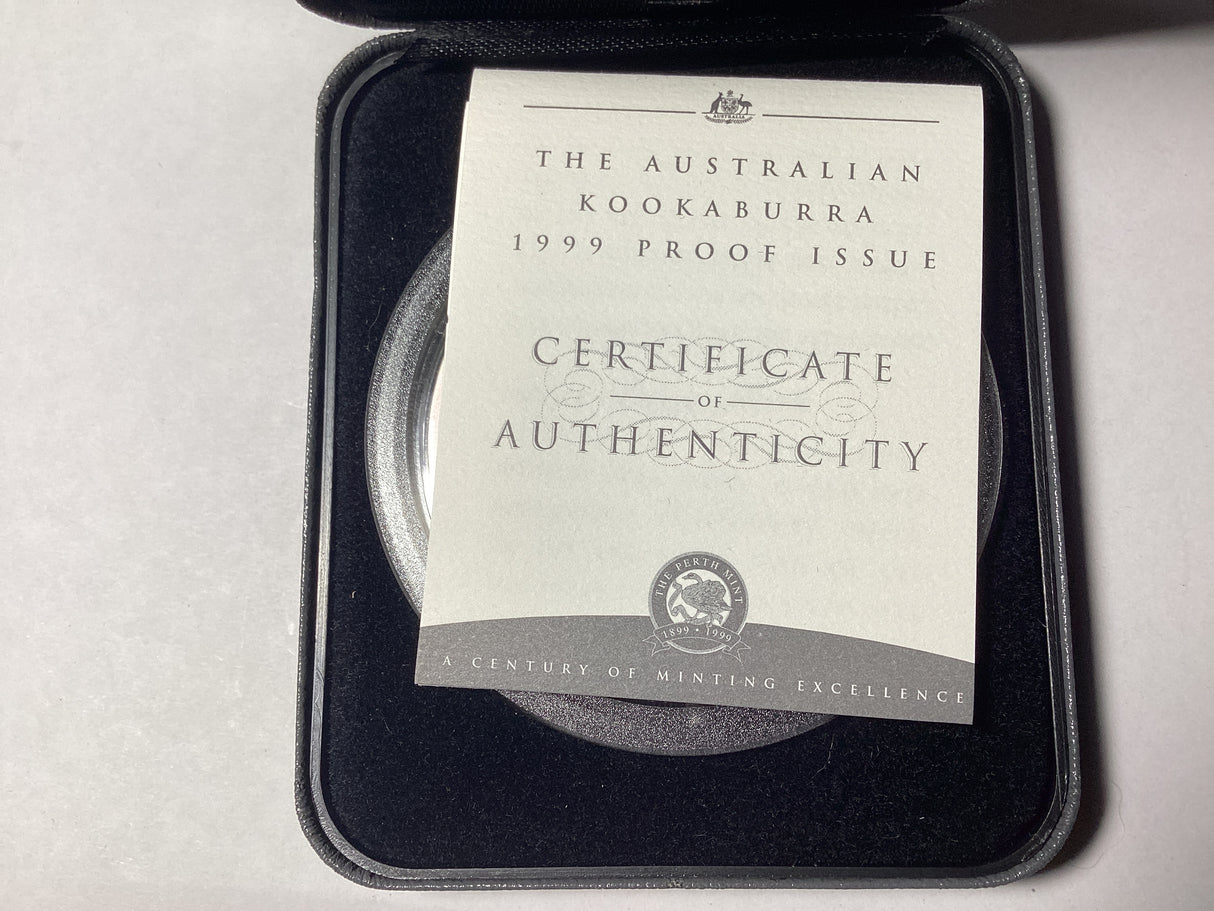 AUSTRALIA
THE AUSTRALIAN
KOOKABURRA
1999 PROOF ISSUE
CERTIFICATE
OF
AUTHENTICITY
THE PERTH MINT
1899 • 1999
A CENTURY OF MINTING EXCELLENCE